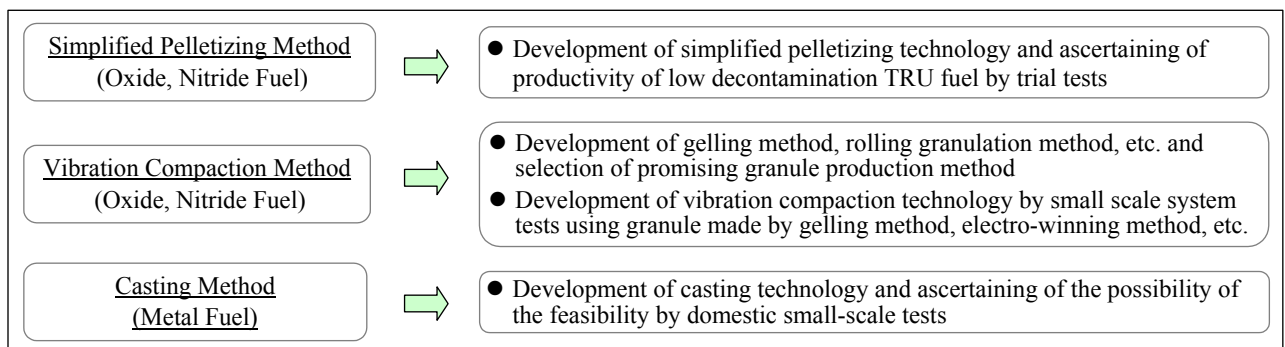 Simplified Pelletizing Method
(Oxide, Nitride Fuel)
● Development of simplified pelletizing technology and ascertaining of
productivity of low decontamination TRU fuel by trial tests
Vibration Compaction Method
(Oxide, Nitride Fuel)
● Development of gelling method, rolling granulation method, etc. and
selection of promising granule production method
● Development of vibration compaction technology by small scale system
tests using granule made by gelling method, electro-winning method, etc.
Casting Method
(Metal Fuel)
● Development of casting technology and ascertaining of the possibility of
the feasibility by domestic small-scale tests